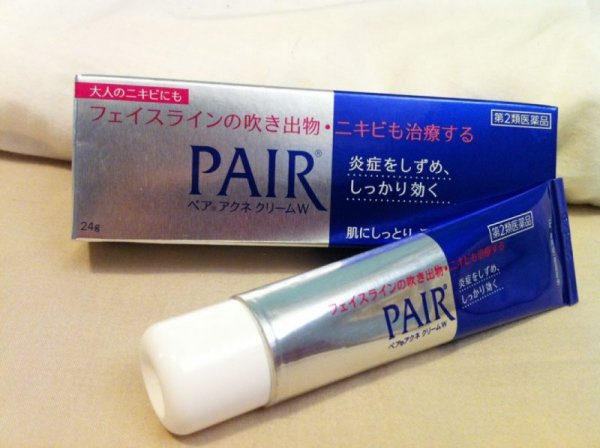 大人のニキビにも
フェイスラインの吹き出物・ニキビも治療する
第2類医薬品
PAIR®
ペア®アクネ クリームW
炎症をしずめ、
しっかり効く
24g
肌にしっとり
第2類医薬品
フェイスラインの吹き出物・ニキビも治療する
炎症をしずめ、
しっかり効く
PAIR
ペア®アクネ クリームW